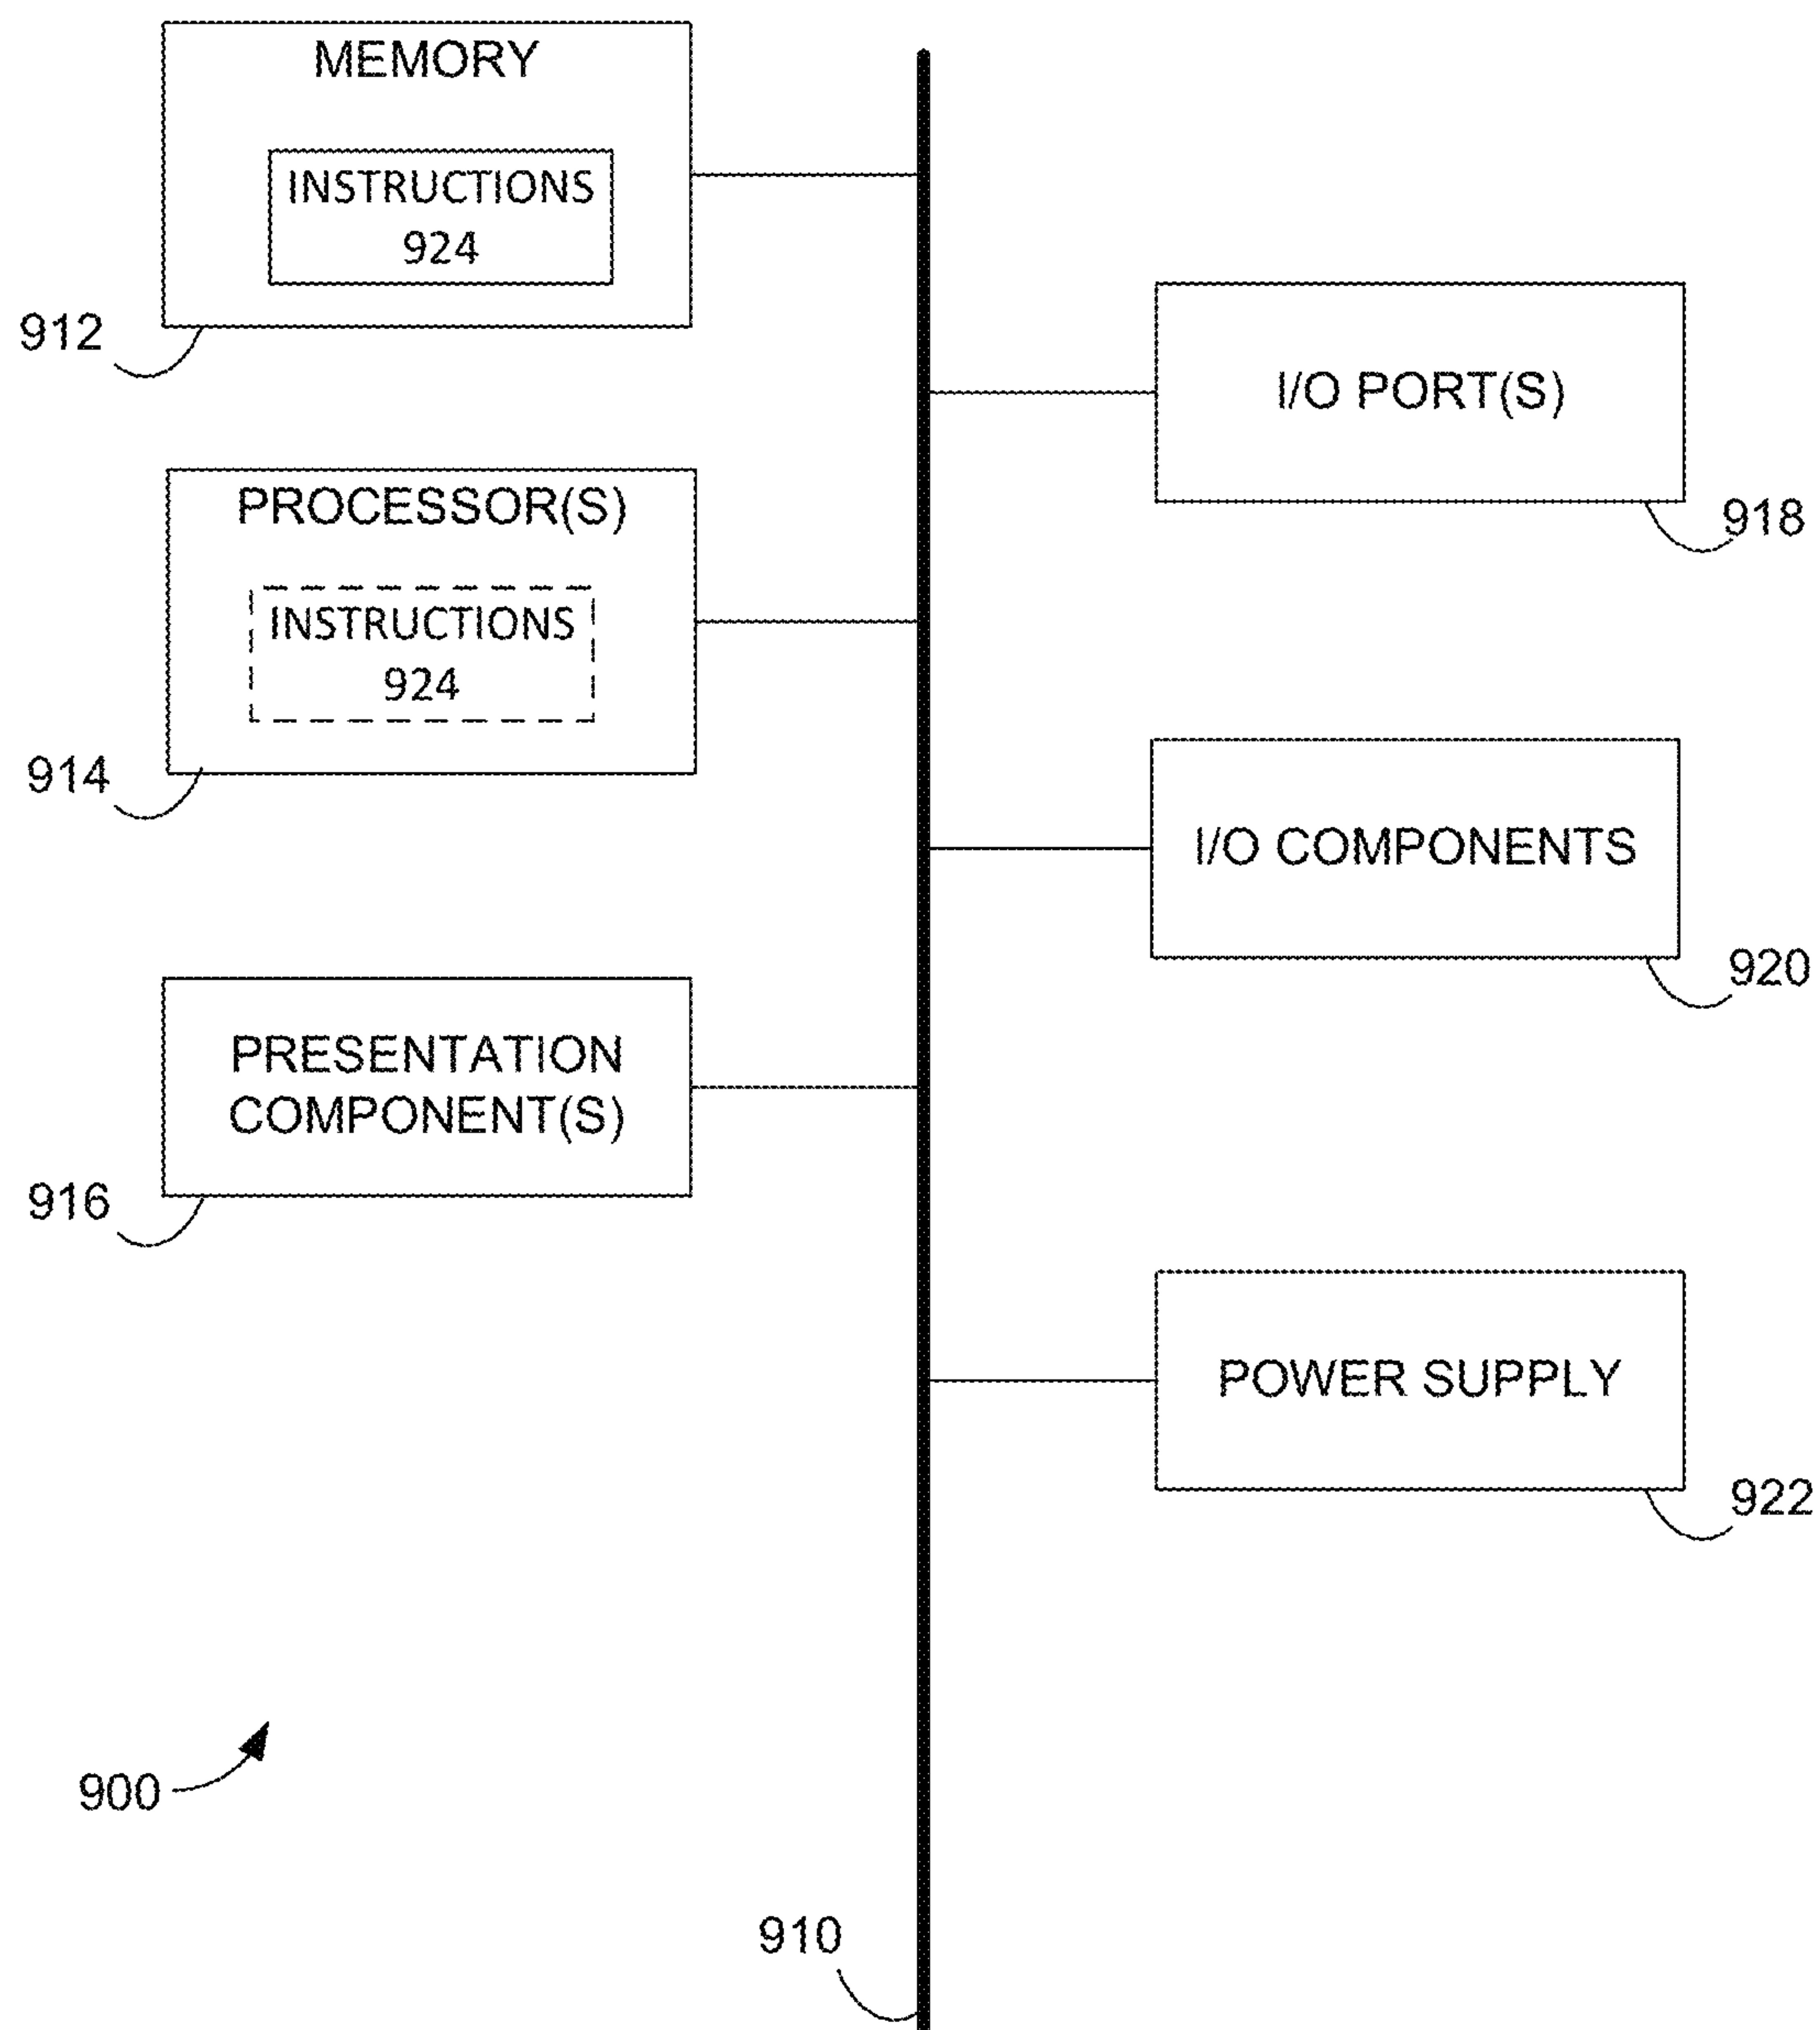 MEMORY
INSTRUCTIONS
924
912
I/O PORT(S)
918
PROCESSOR(S)
INSTRUCTIONS
924
914
I/O COMPONENTS
920
PRESENTATION
COMPONENT(S)
916
POWER SUPPLY
922
900
910